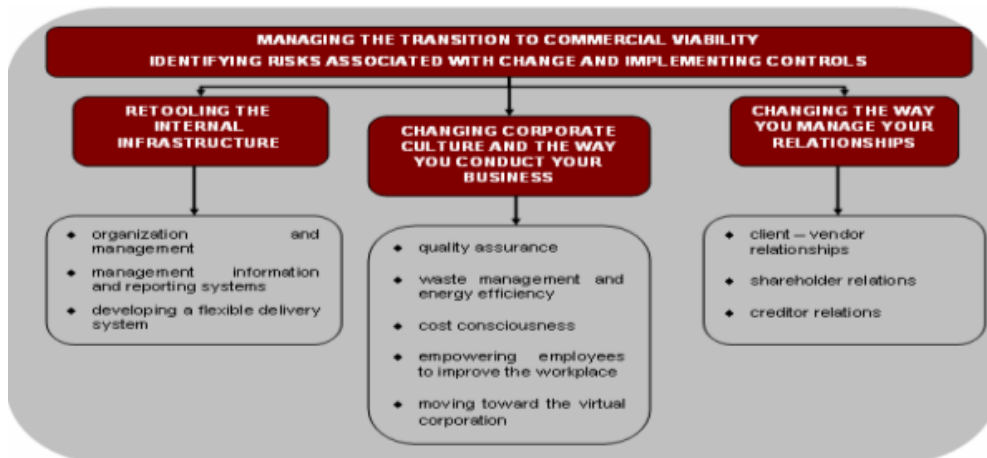 MANAGING THE TRANSITION TO COMMERCIAL VIABILITY
IDENTIFYING RISKS ASSOCIATED WITH CHANGE AND IMPLEMENTING CONTROLS
RETOOLING THE
INTERNAL
INFRASTRUCTURE
CHANGING CORPORATE
CULTURE AND THE WAY
YOU CONDUCT YOUR
BUSINESS
CHANGING THE WAY
YOU MANAGE YOUR
RELATIONSHIPS
◆ organization and
management
◆ management information
and reporting systems
◆ developing a flexible delivery
system
◆ quality assurance
◆ waste management and
energy efficiency
◆ cost consciousness
◆ empowering employees
to improve the workplace
◆ moving toward the virtual
corporation
◆ client – vendor
relationships
◆ shareholder relations
◆ creditor relations